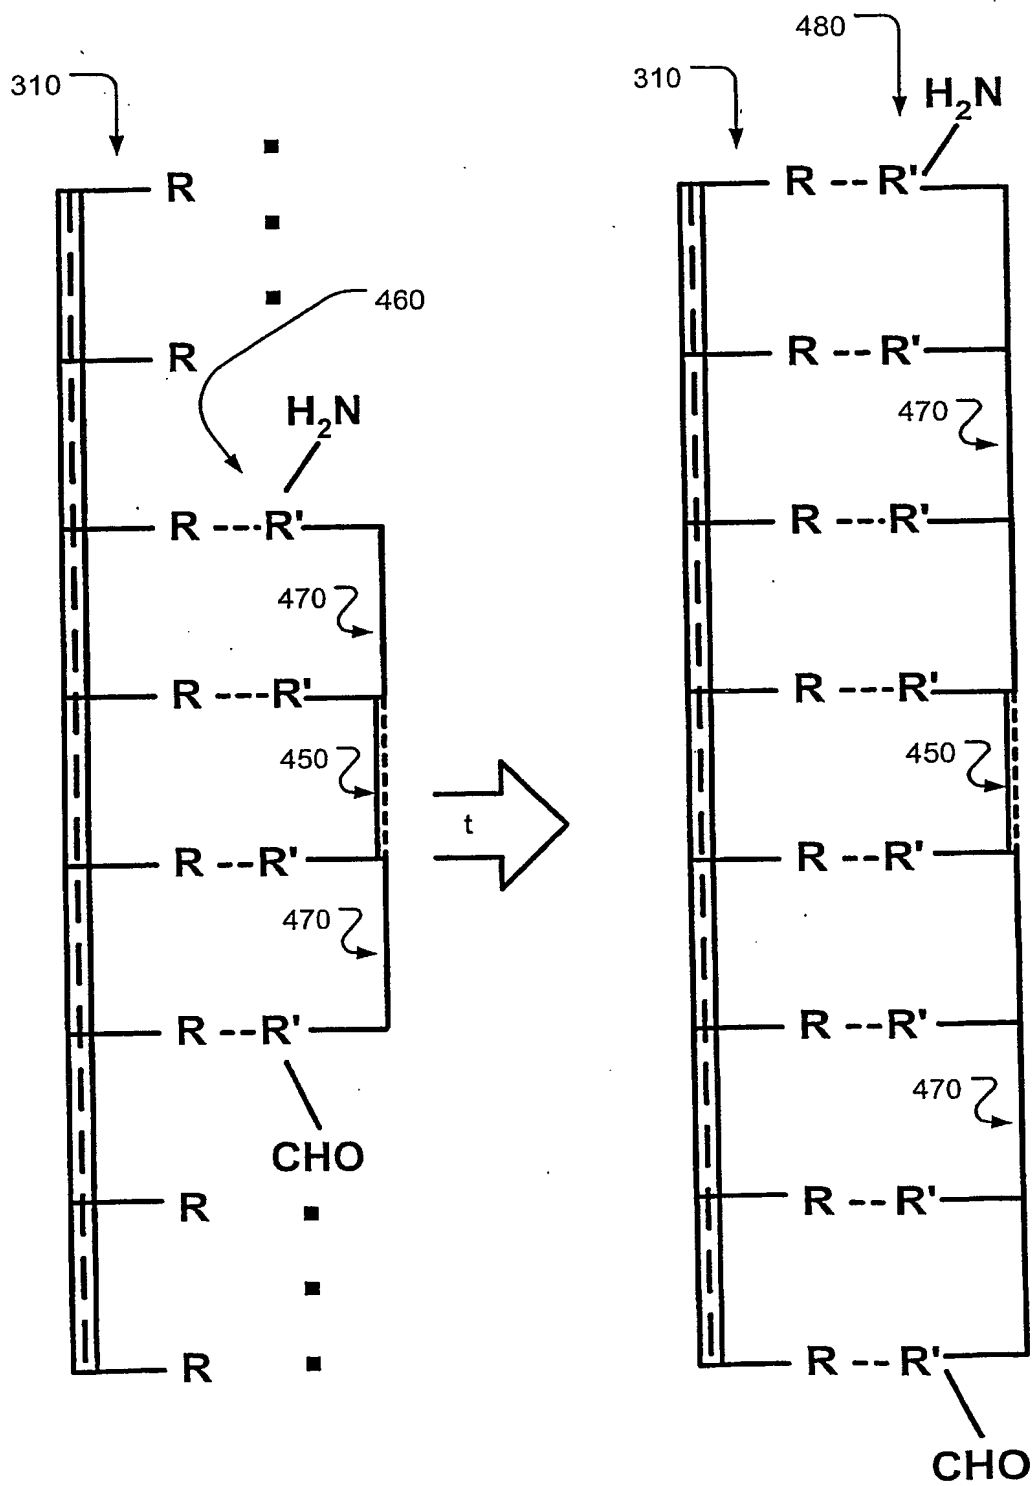 480
310
310
H₂N
R
R -- R'
460
R
R -- R'
H₂N
470
R --- R'
R --- R'
470
R --- R'
R --- R'
450
450
t
R -- R'
R -- R'
470
R -- R'
R -- R'
470
CHO
R
R -- R'
R
R -- R'
CHO